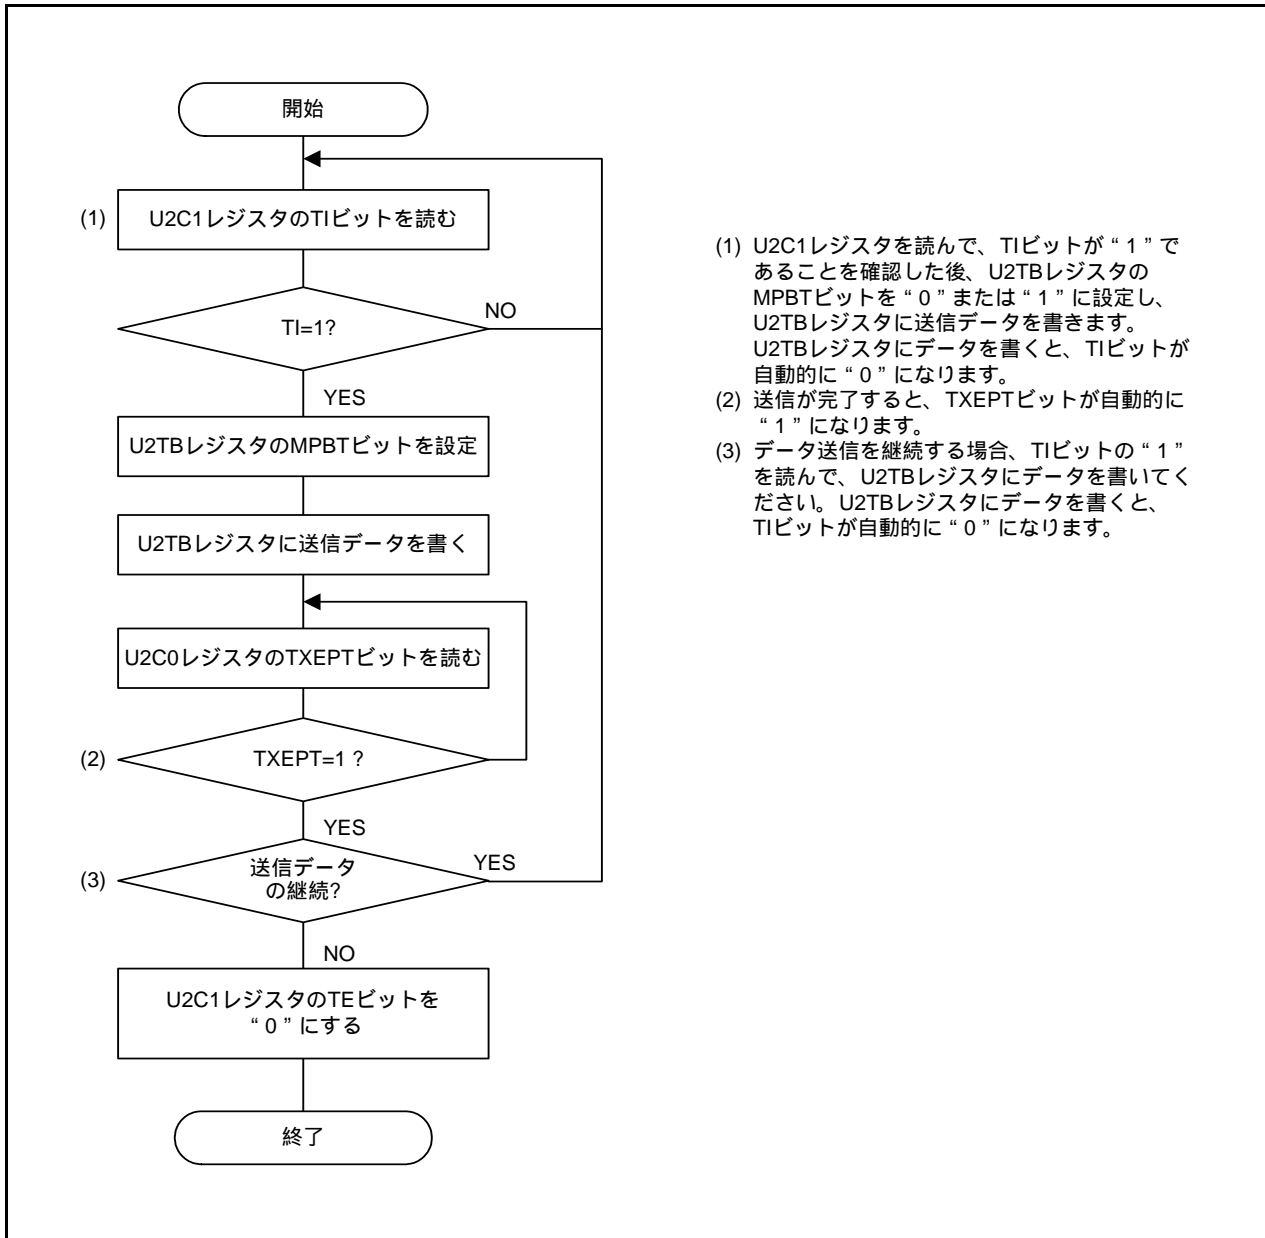 開始
(1)
U2C1レジスタのTIビットを読む
TI=1?
NO
YES
U2TBレジスタのMPBTビットを設定
U2TBレジスタに送信データを書く
U2C0レジスタのTXEPTビットを読む
(2)
TXEPT=1 ?
YES
(3)
送信データ
の継続?
YES
NO
U2C1レジスタのTEビットを
“ 0 ” にする
終了
(1) U2C1レジスタを読んで、TIビットが “ 1 ” で
あることを確認した後、U2TBレジスタの
MPBTビットを “ 0 ” または “ 1 ” に設定し、
U2TBレジスタに送信データを書きます。
U2TBレジスタにデータを書くと、TIビットが
自動的に “ 0 ” になります。
(2) 送信が完了すると、TXEPTビットが自動的に
“ 1 ” になります。
(3) データ送信を継続する場合、TIビットの “ 1 ”
を読んで、U2TBレジスタにデータを書いてく
ださい。U2TBレジスタにデータを書くと、
TIビットが自動的に “ 0 ” になります。